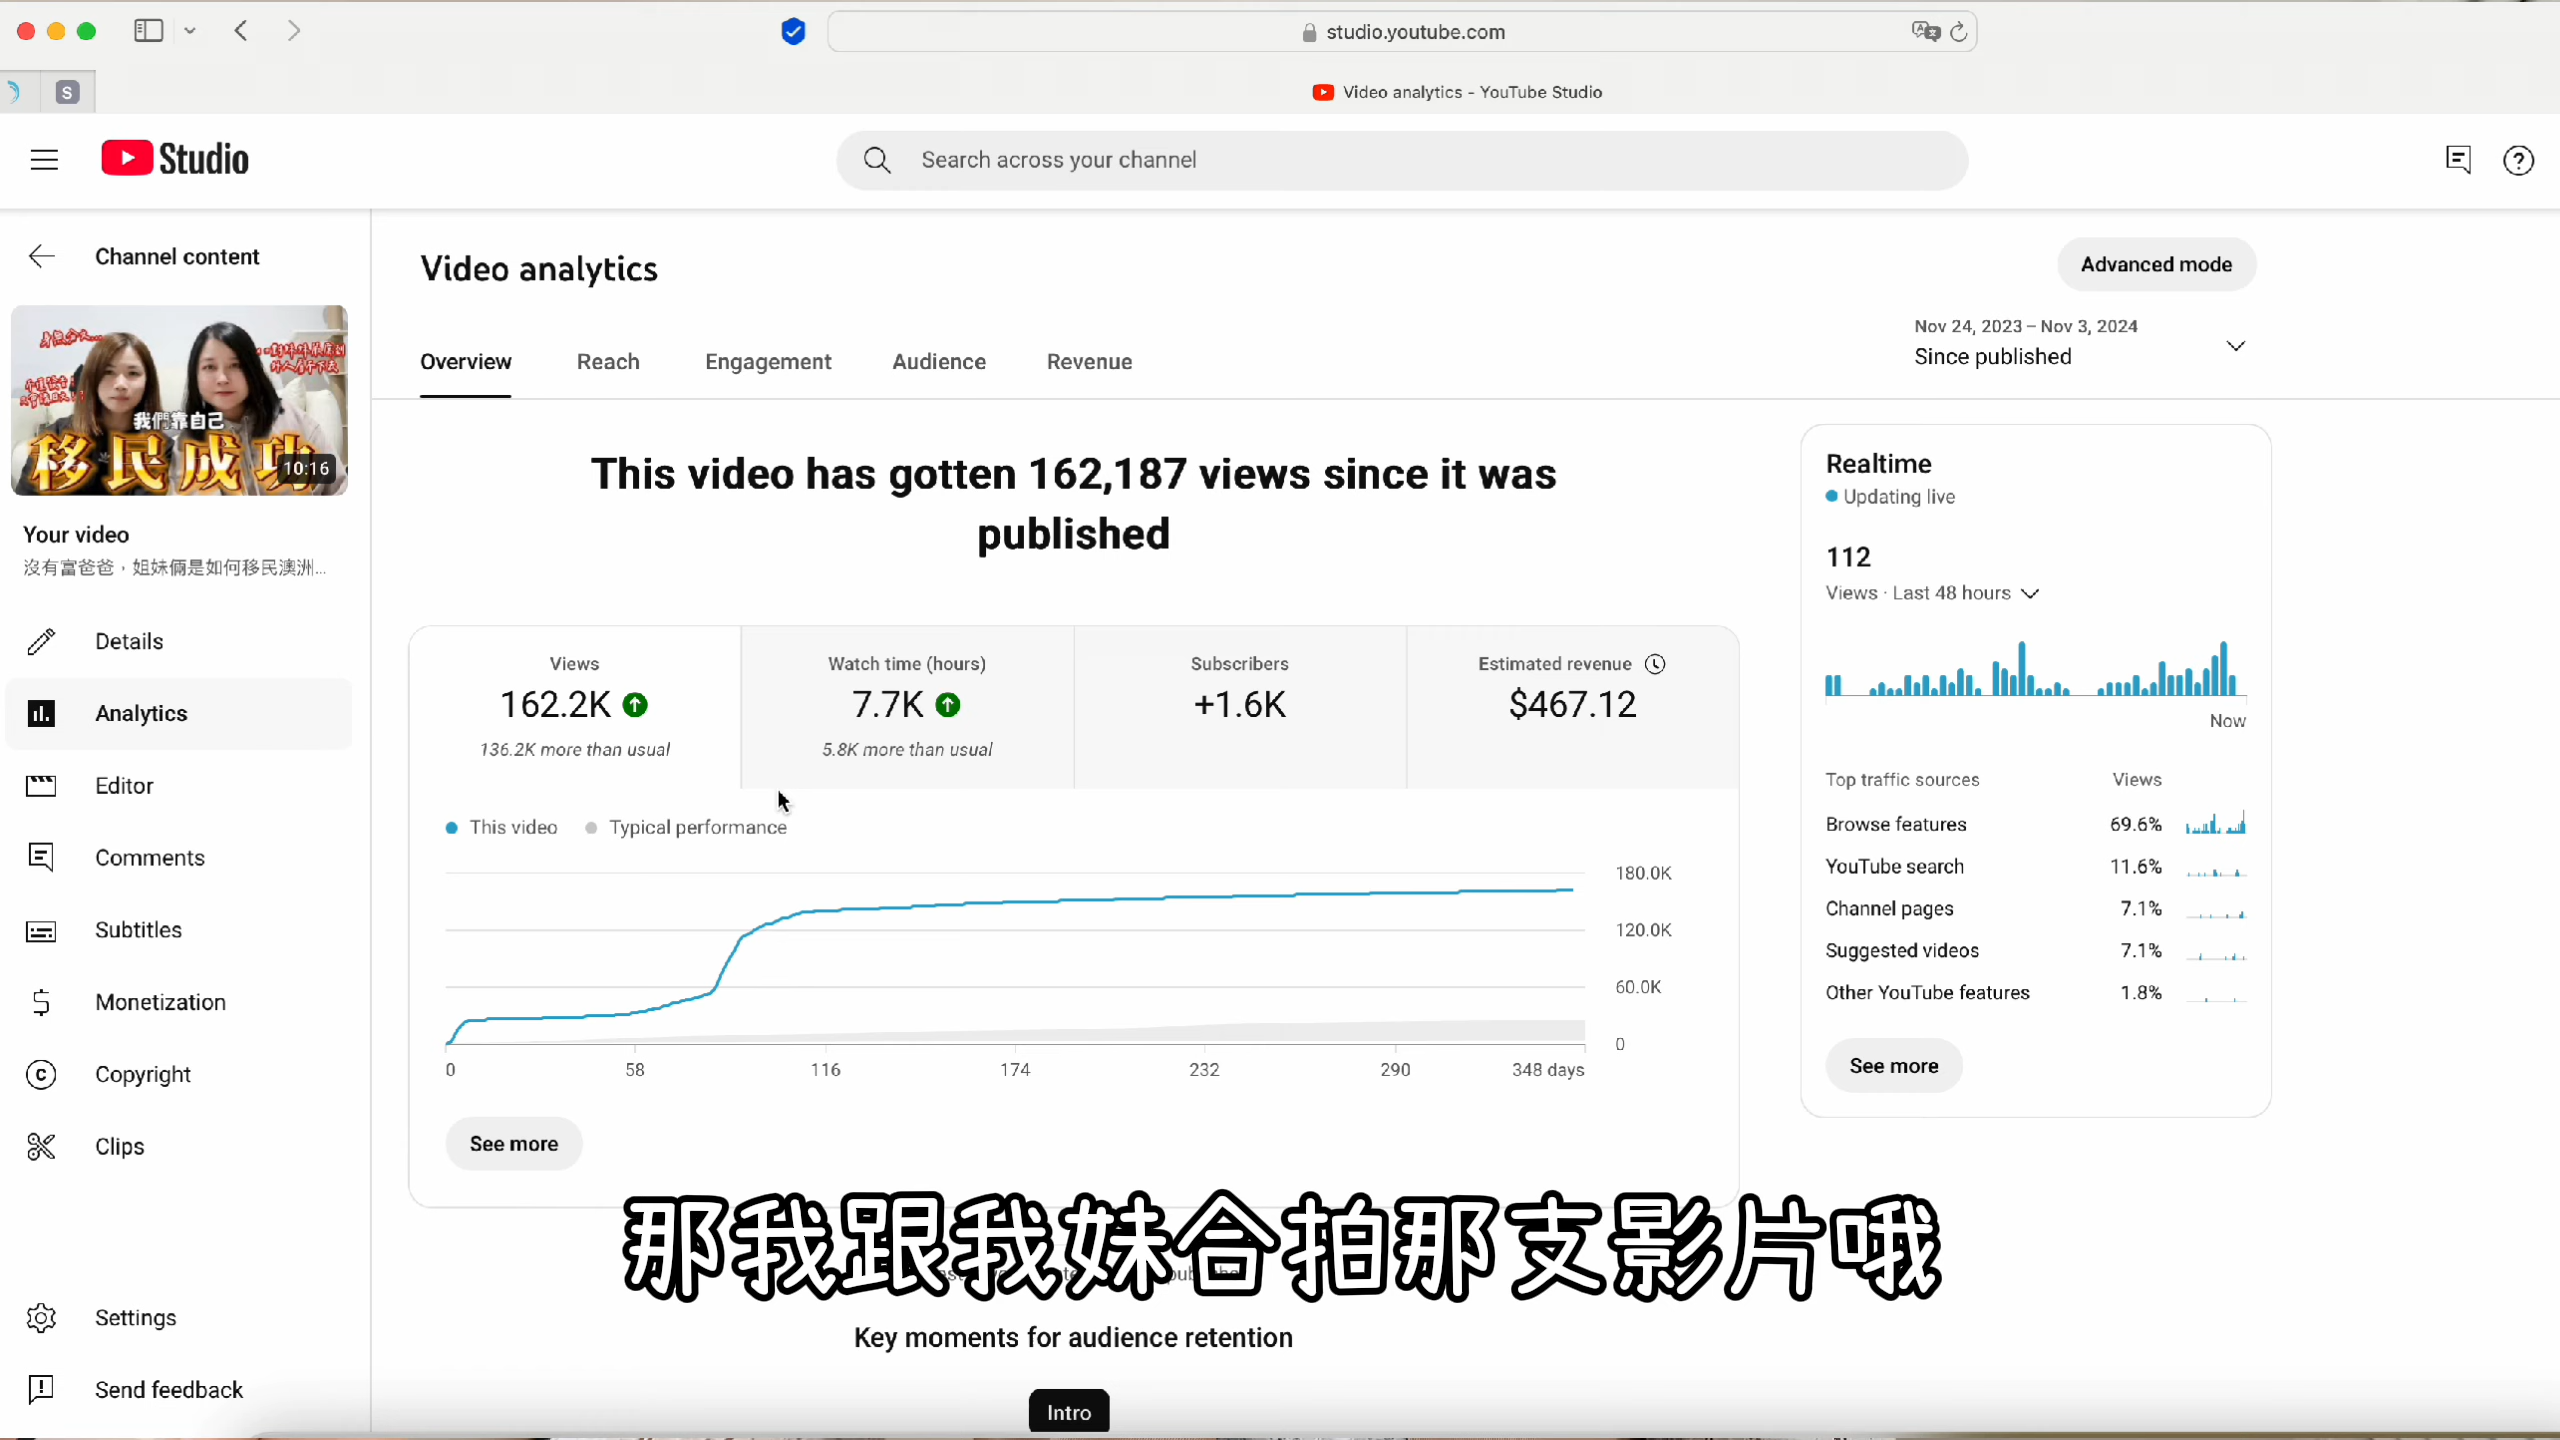 studio.youtube.com
S
Video analytics - YouTube Studio
Studio
Search across your channel
Channel content
我們靠自己
移民成功
10:16
Your video
沒有富爸爸，姐妹倆是如何移民澳洲...
Details
Analytics
Editor
Comments
Subtitles
Monetization
Copyright
Clips
Settings
Send feedback
Video analytics
Advanced mode
Overview
Reach
Engagement
Audience
Revenue
Nov 24, 2023 – Nov 3, 2024
Since published
This video has gotten 162,187 views since it was
published
Views
162.2K
136.2K more than usual
Watch time (hours)
7.7K
5.8K more than usual
Subscribers
+1.6K
Estimated revenue
$467.12
This video
Typical performance
180.0K
120.0K
60.0K
0
0
58
116
174
232
290
348 days
See more
Realtime
Updating live
112
Views · Last 48 hours
Now
Top traffic sources
Views
Browse features
69.6%
YouTube search
11.6%
Channel pages
7.1%
Suggested videos
7.1%
Other YouTube features
1.8%
See more
那我跟我妹合拍那支影片哦
Key moments for audience retention
Intro